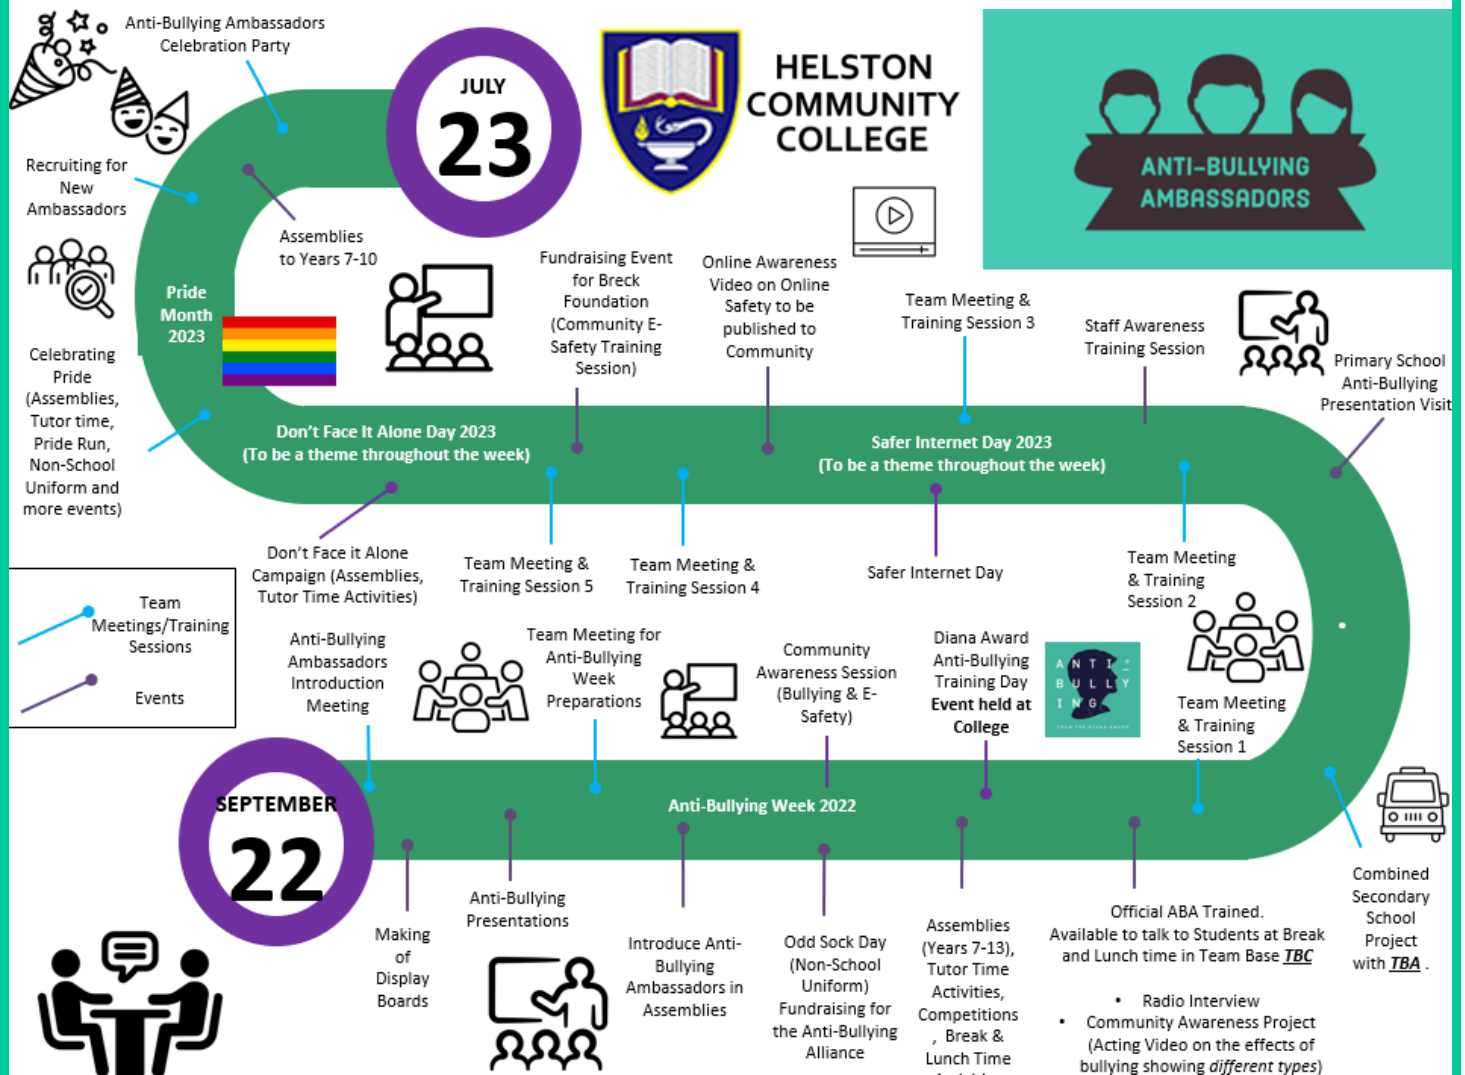 Anti-Bullying Ambassadors
Celebration Party
JULY
23
HELSTON
COMMUNITY
COLLEGE
ANTI-BULLYING
AMBASSADORS
Recruiting for
New
Ambassadors
Assemblies
to Years 7-10
Pride
Month
2023
Celebrating
Pride
(Assemblies,
Tutor time,
Pride Run,
Non-School
Uniform and
more events)
Fundraising Event
for Breck
Foundation
(Community E-
Safety Training
Session)
Online Awareness
Video on Online
Safety to be
published to
Community
Team Meeting &
Training Session 3
Staff Awareness
Training Session
Primary School
Anti-Bullying
Presentation Visit
Don't Face It Alone Day 2023
(To be a theme throughout the week)
Safer Internet Day 2023
(To be a theme throughout the week)
Don't Face it Alone
Campaign (Assemblies,
Tutor Time Activities)
Team Meeting &
Training Session 5
Team Meeting &
Training Session 4
Safer Internet Day
Team Meeting
& Training
Session 2
Team
Meetings/Training
Sessions
Events
Anti-Bullying
Ambassadors
Introduction
Meeting
Team Meeting for
Anti-Bullying
Week
Preparations
Community
Awareness Session
(Bullying & E-
Safety)
Diana Award
Anti-Bullying
Training Day
Event held at
College
ANTI
BULLY
ING
Team Meeting
& Training
Session 1
SEPTEMBER
22
Anti-Bullying Week 2022
Making
of
Display
Boards
Anti-Bullying
Presentations
Introduce Anti-
Bullying
Ambassadors in
Assemblies
Odd Sock Day
(Non-School
Uniform)
Fundraising for
the Anti-Bullying
Alliance
Assemblies
(Years 7-13),
Tutor Time
Activities,
Competitions
, Break &
Lunch Time
Official ABA Trained.
Available to talk to Students at Break
and Lunch time in Team Base TBC
• Radio Interview
• Community Awareness Project
(Acting Video on the effects of
bullying showing different types)
Combined
Secondary
School
Project
with TBA .